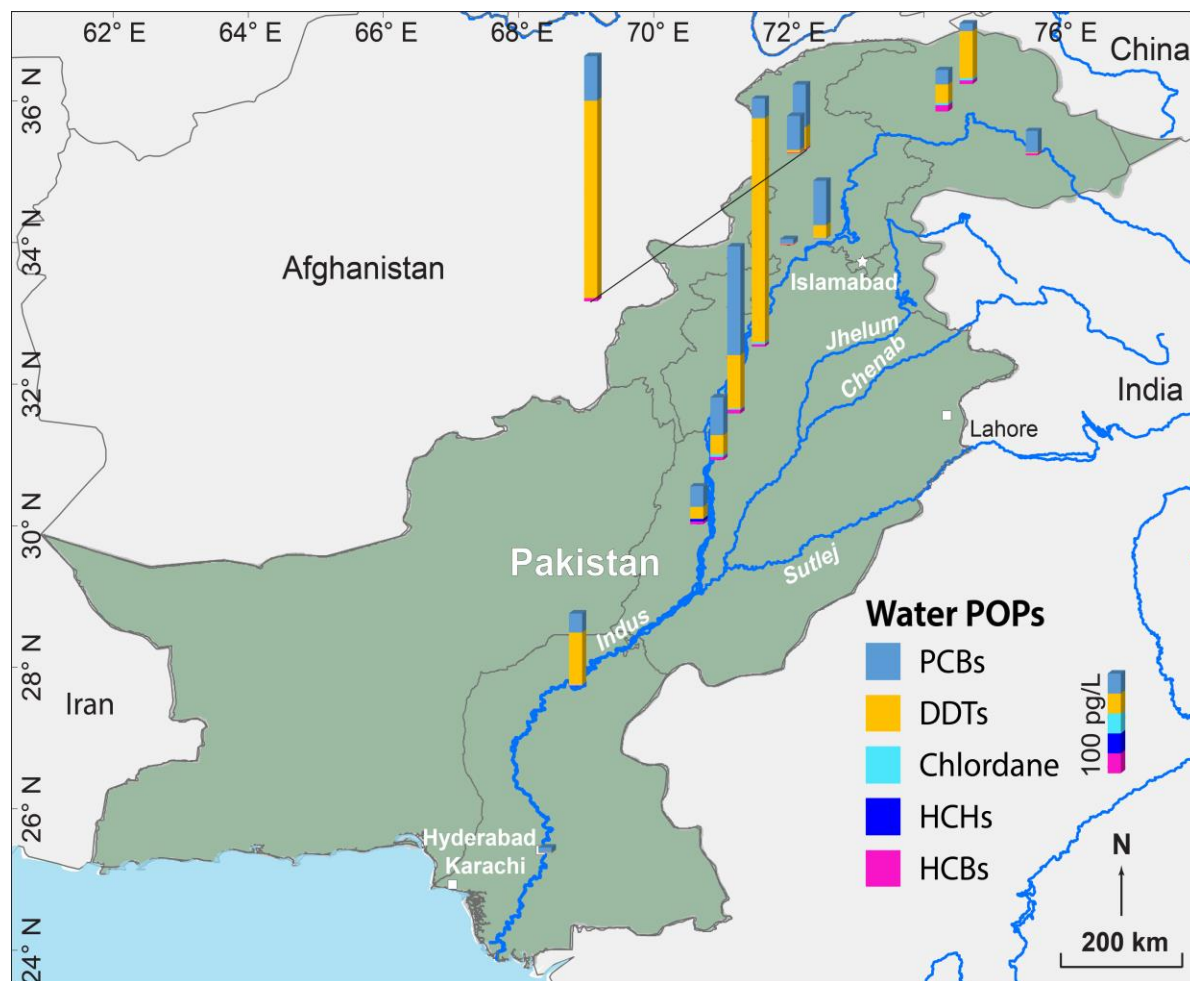 62° E
64° E
66° E
68° E
70° E
72° E
76° E
China
36° N
34° N
32° N
30° N
28° N
26° N
24° N
Afghanistan
Islamabad
Jhelum
Chenab
India
Lahore
Pakistan
Sutlej
Indus
Iran
Hyderabad
Karachi
Water POPs
PCBs
DDTs
Chlordane
HCHs
HCBs
100 pg/L
N
200 km